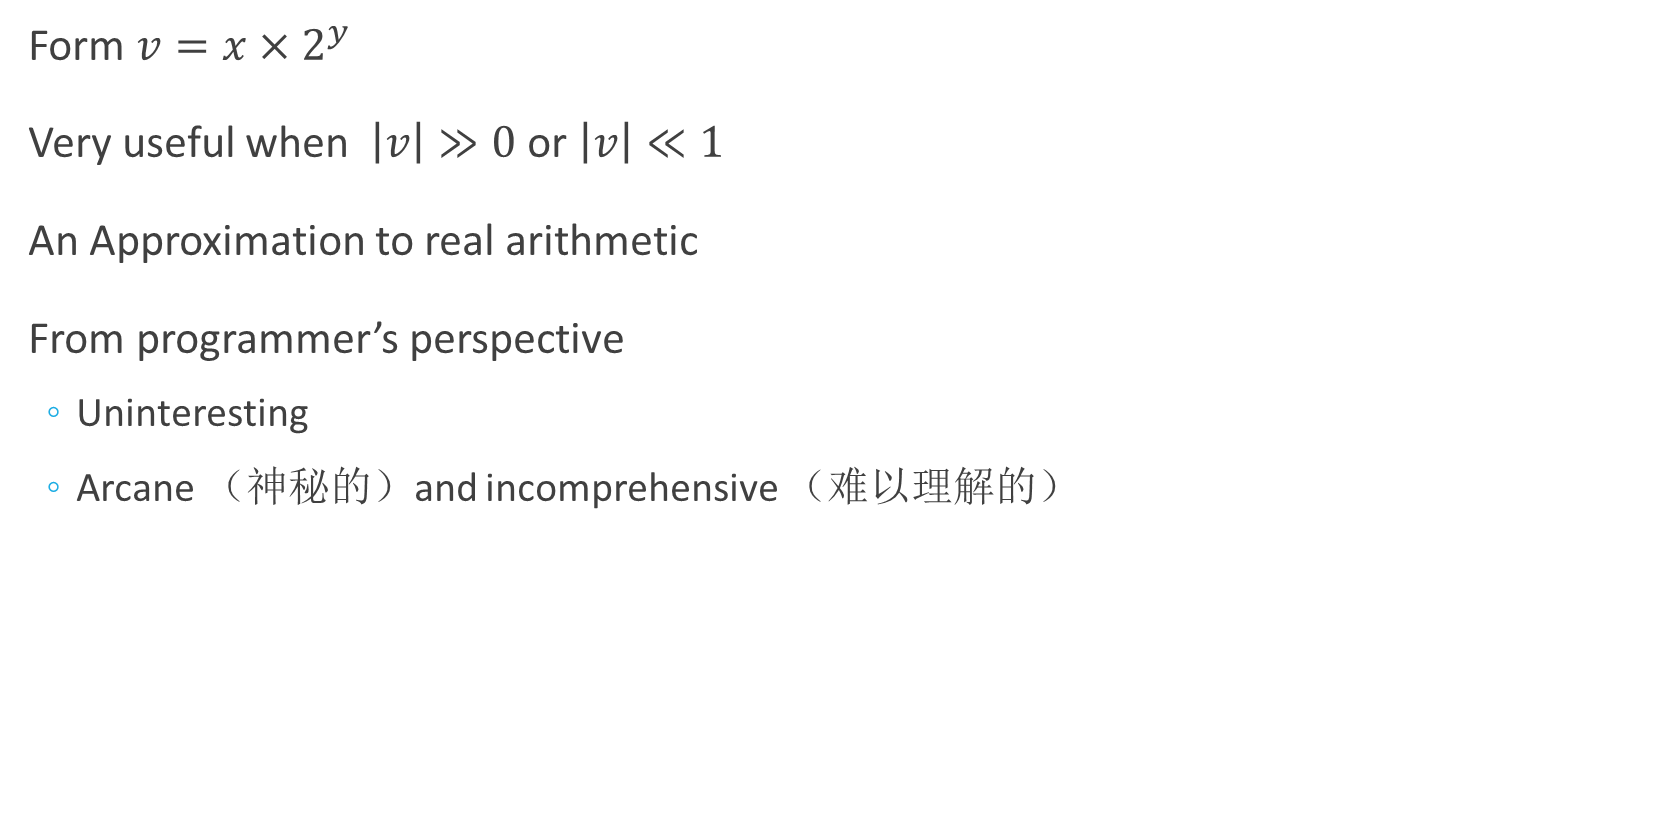 Form 𝑣 = 𝑥 × 2^𝑦
Very useful when |𝑣| ≫ 0 or |𝑣| ≪ 1
An Approximation to real arithmetic
From programmer’s perspective
◦ Uninteresting
◦ Arcane （神秘的）and incomprehensive （难以理解的）